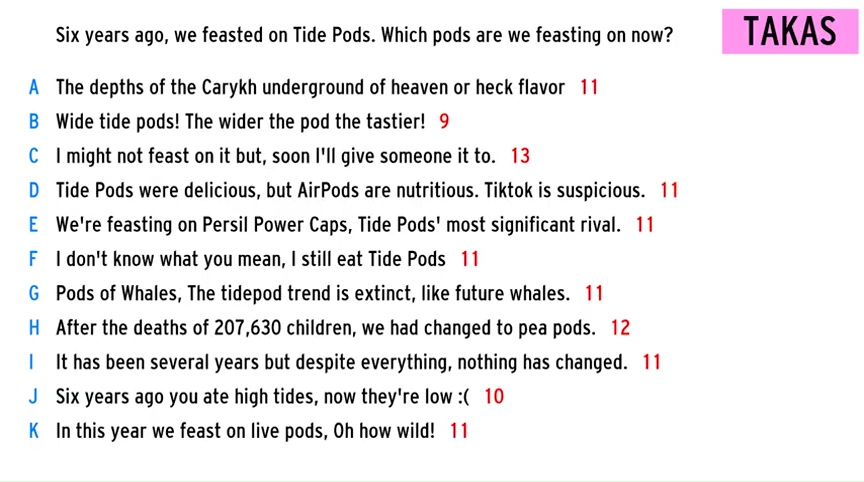 Six years ago, we feasted on Tide Pods. Which pods are we feasting on now?
TAKAS
A The depths of the Carykh underground of heaven or heck flavor 11
B Wide tide pods! The wider the pod the tastier! 9
C I might not feast on it but, soon I'll give someone it to. 13
D Tide Pods were delicious, but AirPods are nutritious. Tiktok is suspicious. 11
E We're feasting on Persil Power Caps, Tide Pods' most significant rival. 11
F I don't know what you mean, I still eat Tide Pods 11
G Pods of Whales, The tidepod trend is extinct, like future whales. 11
H After the deaths of 207,630 children, we had changed to pea pods. 12
I It has been several years but despite everything, nothing has changed. 11
J Six years ago you ate high tides, now they're low :( 10
K In this year we feast on live pods, Oh how wild! 11